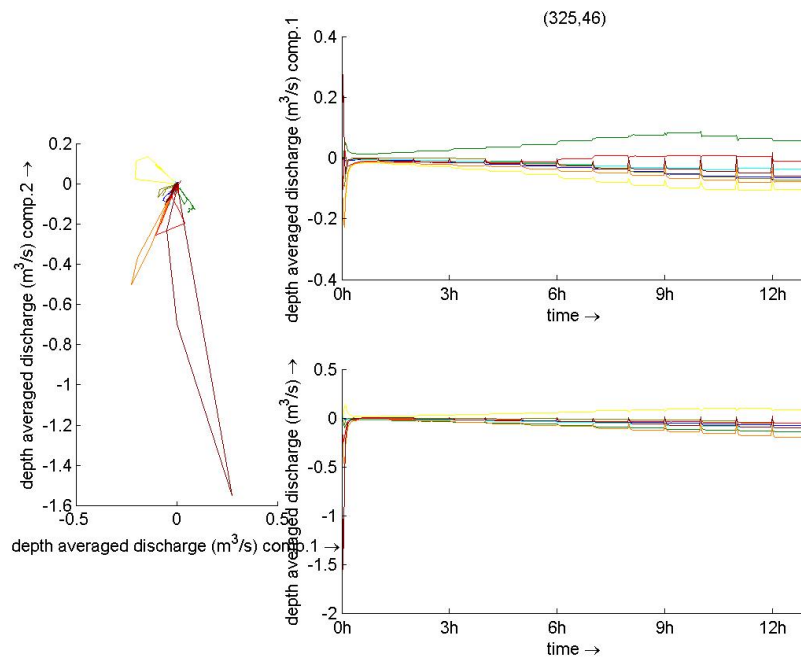 (325,46)
depth averaged discharge (m³/s) comp.2 →
0.2
0
-0.2
-0.4
-0.6
-0.8
-1
-1.2
-1.4
-1.6
-0.5
0
0.5
depth averaged discharge (m³/s) comp.1 →
depth averaged discharge (m³/s) comp.1
0.4
0.2
0
-0.2
-0.4
0h
3h
6h
9h
12h
time →
depth averaged discharge (m³/s) →
0.5
0
-0.5
-1
-1.5
-2
0h
3h
6h
9h
12h
time →